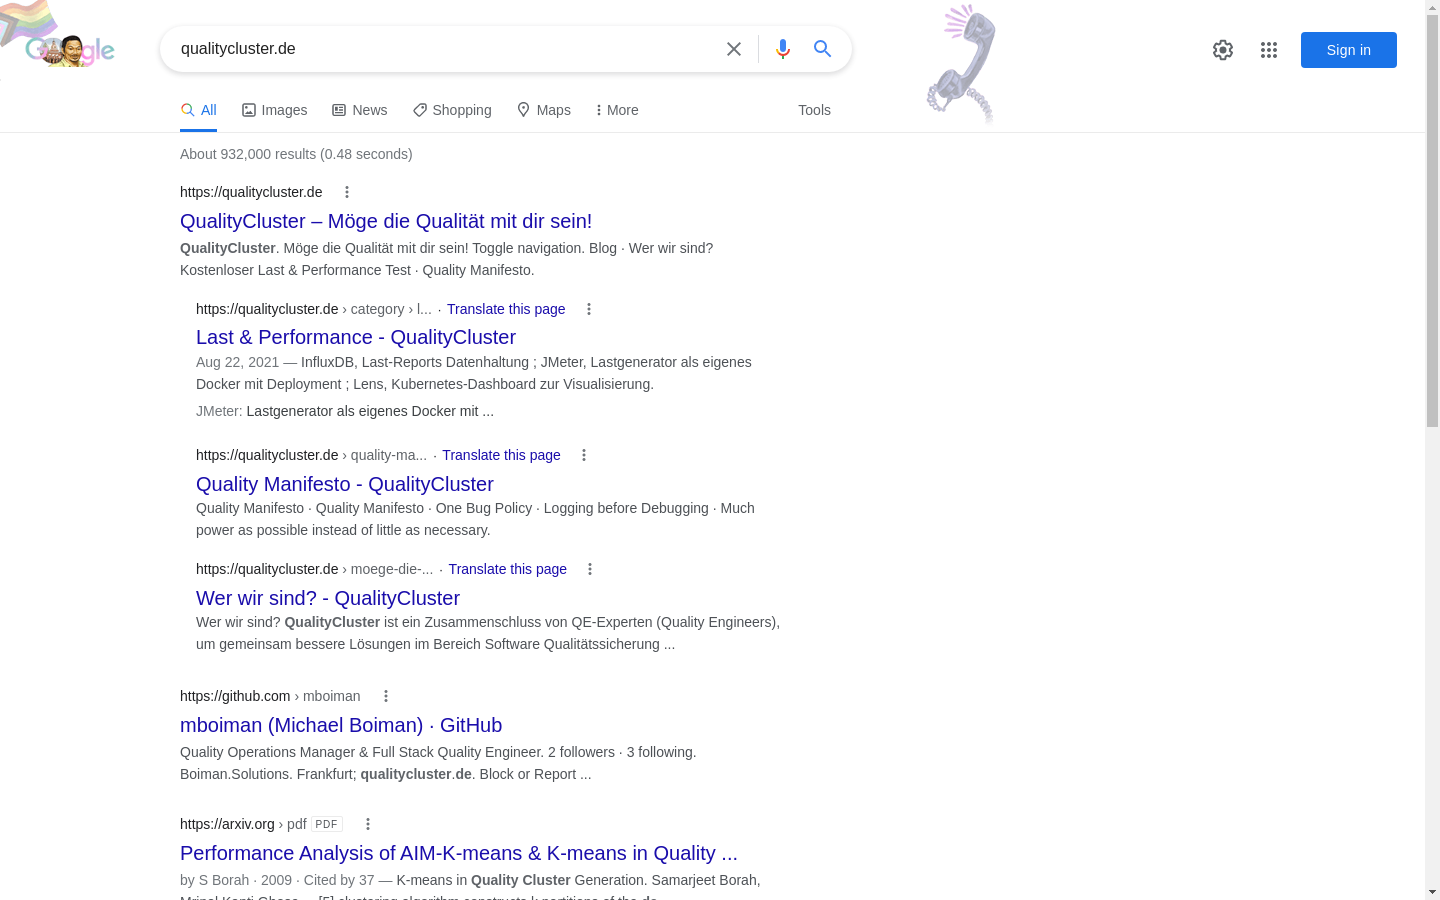 Google
qualitycluster.de
Sign in
All
Images
News
Shopping
Maps
More
Tools
About 932,000 results (0.48 seconds)
https://qualitycluster.de
QualityCluster – Möge die Qualität mit dir sein!
QualityCluster. Möge die Qualität mit dir sein! Toggle navigation. Blog · Wer wir sind?
Kostenloser Last & Performance Test · Quality Manifesto.
https://qualitycluster.de › category › l... · Translate this page
Last & Performance - QualityCluster
Aug 22, 2021 — InfluxDB, Last-Reports Datenhaltung ; JMeter, Lastgenerator als eigenes
Docker mit Deployment ; Lens, Kubernetes-Dashboard zur Visualisierung.
JMeter: Lastgenerator als eigenes Docker mit ...
https://qualitycluster.de › quality-ma... · Translate this page
Quality Manifesto - QualityCluster
Quality Manifesto · Quality Manifesto · One Bug Policy · Logging before Debugging · Much
power as possible instead of little as necessary.
https://qualitycluster.de › moege-die-... · Translate this page
Wer wir sind? - QualityCluster
Wer wir sind? QualityCluster ist ein Zusammenschluss von QE-Experten (Quality Engineers),
um gemeinsam bessere Lösungen im Bereich Software Qualitätssicherung ...
https://github.com › mboiman
mboiman (Michael Boiman) · GitHub
Quality Operations Manager & Full Stack Quality Engineer. 2 followers · 3 following.
Boiman.Solutions. Frankfurt; qualitycluster.de. Block or Report ...
https://arxiv.org › pdf PDF
Performance Analysis of AIM-K-means & K-means in Quality ...
by S Borah · 2009 · Cited by 37 — K-means in Quality Cluster Generation. Samarjeet Borah,